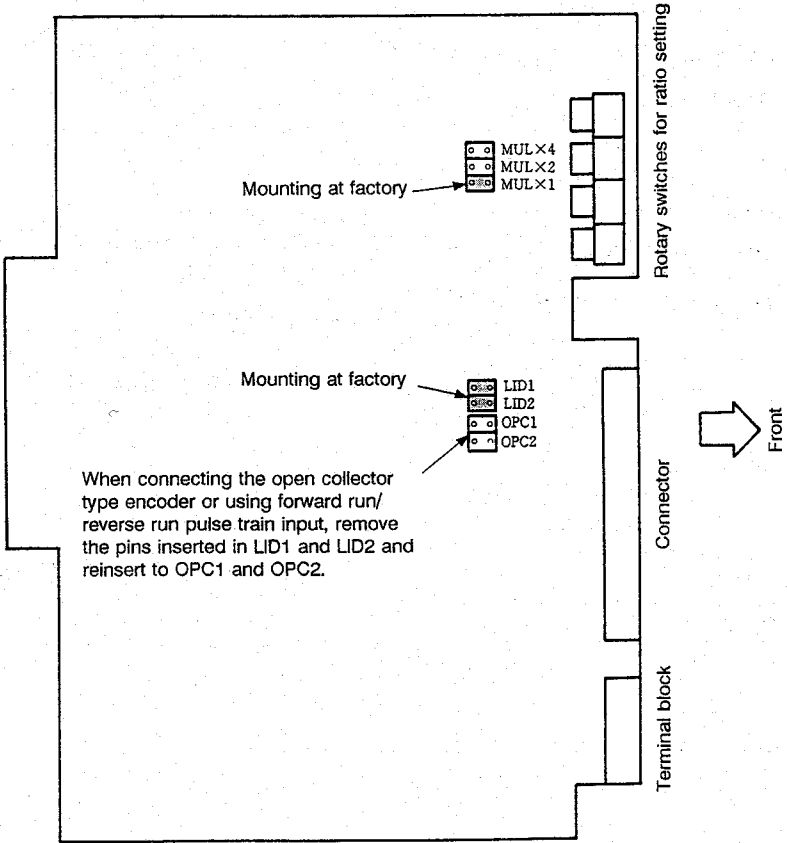 Rotary switches for ratio setting
MUL×4
MUL×2
MUL×1
Mounting at factory
Mounting at factory
LID1
LID2
OPC1
OPC2
When connecting the open collector
type encoder or using forward run/
reverse run pulse train input, remove
the pins inserted in LID1 and LID2 and
reinsert to OPC1 and OPC2.
Connector
Front
Terminal block